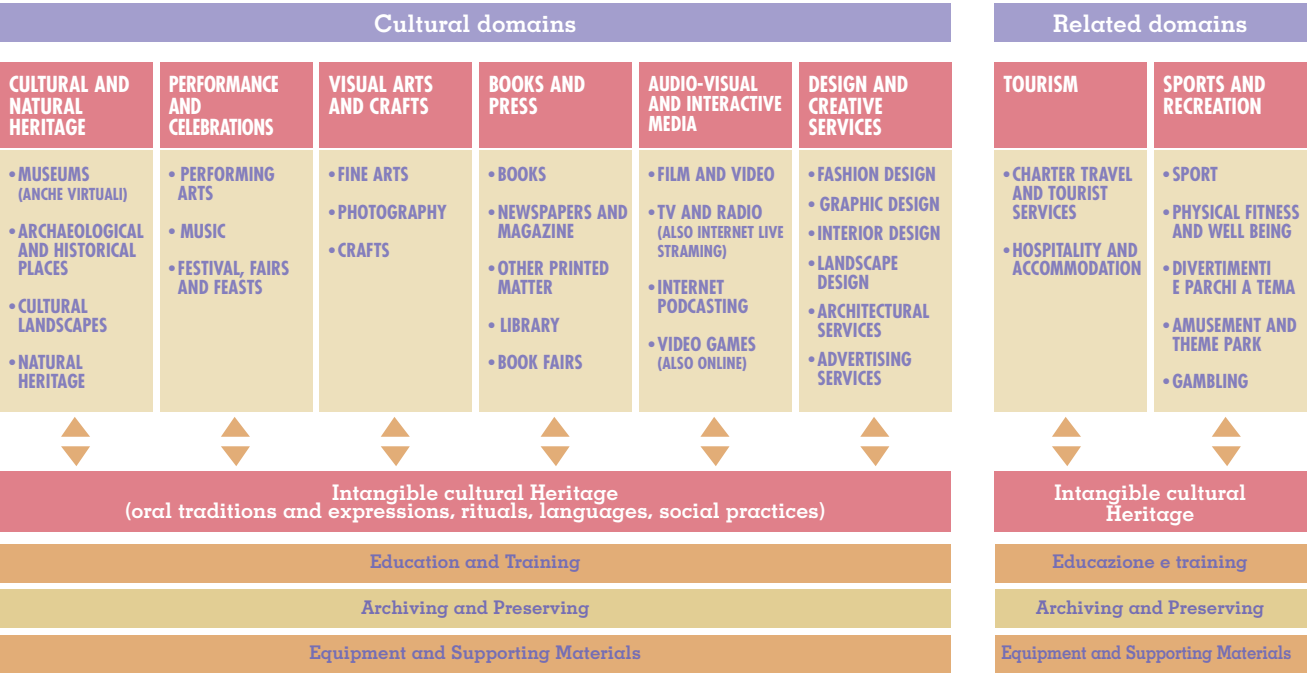 Cultural domains
Related domains
CULTURAL AND
NATURAL
HERITAGE
• MUSEUMS
(ANCHE VIRTUALI)
• ARCHAEOLOGICAL
AND HISTORICAL
PLACES
• CULTURAL
LANDSCAPES
• NATURAL
HERITAGE
PERFORMANCE
AND
CELEBRATIONS
• PERFORMING
ARTS
• MUSIC
• FESTIVAL, FAIRS
AND FEASTS
VISUAL ARTS
AND CRAFTS
• FINE ARTS
• PHOTOGRAPHY
• CRAFTS
BOOKS AND
PRESS
• BOOKS
• NEWSPAPERS AND
MAGAZINE
• OTHER PRINTED
MATTER
• LIBRARY
• BOOK FAIRS
AUDIO-VISUAL
AND INTERACTIVE
MEDIA
• FILM AND VIDEO
• TV AND RADIO
(ALSO INTERNET LIVE
STRAMING)
• INTERNET
PODCASTING
• VIDEO GAMES
(ALSO ONLINE)
DESIGN AND
CREATIVE
SERVICES
• FASHION DESIGN
• GRAPHIC DESIGN
• INTERIOR DESIGN
• LANDSCAPE
DESIGN
• ARCHITECTURAL
SERVICES
• ADVERTISING
SERVICES
TOURISM
• CHARTER TRAVEL
AND TOURIST
SERVICES
• HOSPITALITY AND
ACCOMMODATION
SPORTS AND
RECREATION
• SPORT
• PHYSICAL FITNESS
AND WELL BEING
• DIVERTIMENTI
E PARCHI A TEMA
• AMUSEMENT AND
THEME PARK
• GAMBLING
Intangible cultural Heritage
(oral traditions and expressions, rituals, languages, social practices)
Intangible cultural
Heritage
Education and Training
Educazione e training
Archiving and Preserving
Archiving and Preserving
Equipment and Supporting Materials
Equipment and Supporting Materials